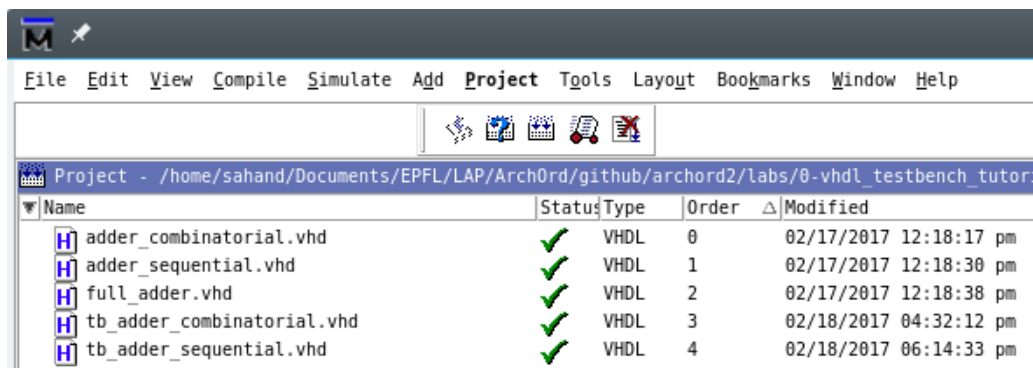 M
File Edit View Compile Simulate Add Project Tools Layout Bookmarks Window Help
Project - /home/sahand/Documents/EPFL/LAP/ArchOrd/github/archord2/labs/0-vhdl_testbench_tutor
Name Status Type Order Modified
adder_combinatorial.vhd VHDL 0 02/17/2017 12:18:17 pm
adder_sequential.vhd VHDL 1 02/17/2017 12:18:30 pm
full_adder.vhd VHDL 2 02/17/2017 12:18:38 pm
tb_adder_combinatorial.vhd VHDL 3 02/18/2017 04:32:12 pm
tb_adder_sequential.vhd VHDL 4 02/18/2017 06:14:33 pm